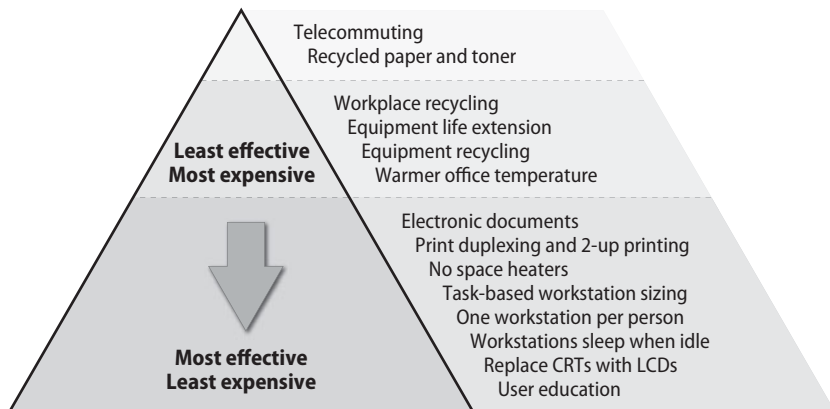 Telecommuting
Recycled paper and toner
Workplace recycling
Equipment life extension
Equipment recycling
Warmer office temperature
Least effective
Most expensive
Electronic documents
Print duplexing and 2-up printing
No space heaters
Task-based workstation sizing
One workstation per person
Workstations sleep when idle
Replace CRTs with LCDs
User education
Most effective
Least expensive